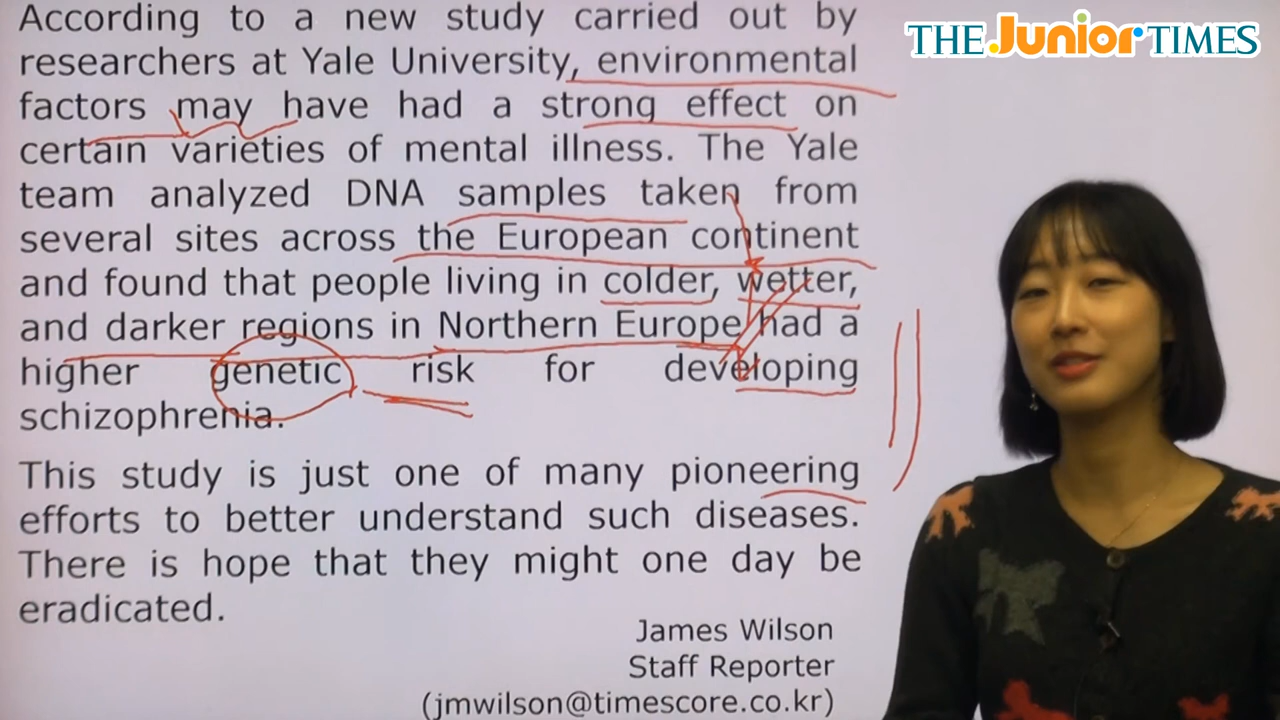 THE Junior TIMES
According to a new study carried out by
researchers at Yale University, environmental
factors may have had a strong effect on
certain varieties of mental illness. The Yale
team analyzed DNA samples taken from
several sites across the European continent
and found that people living in colder, wetter,
and darker regions in Northern Europe had a
higher genetic risk for developing
schizophrenia.
This study is just one of many pioneering
efforts to better understand such diseases.
There is hope that they might one day be
eradicated.
James Wilson
Staff Reporter
(jmwilson@timescore.co.kr)